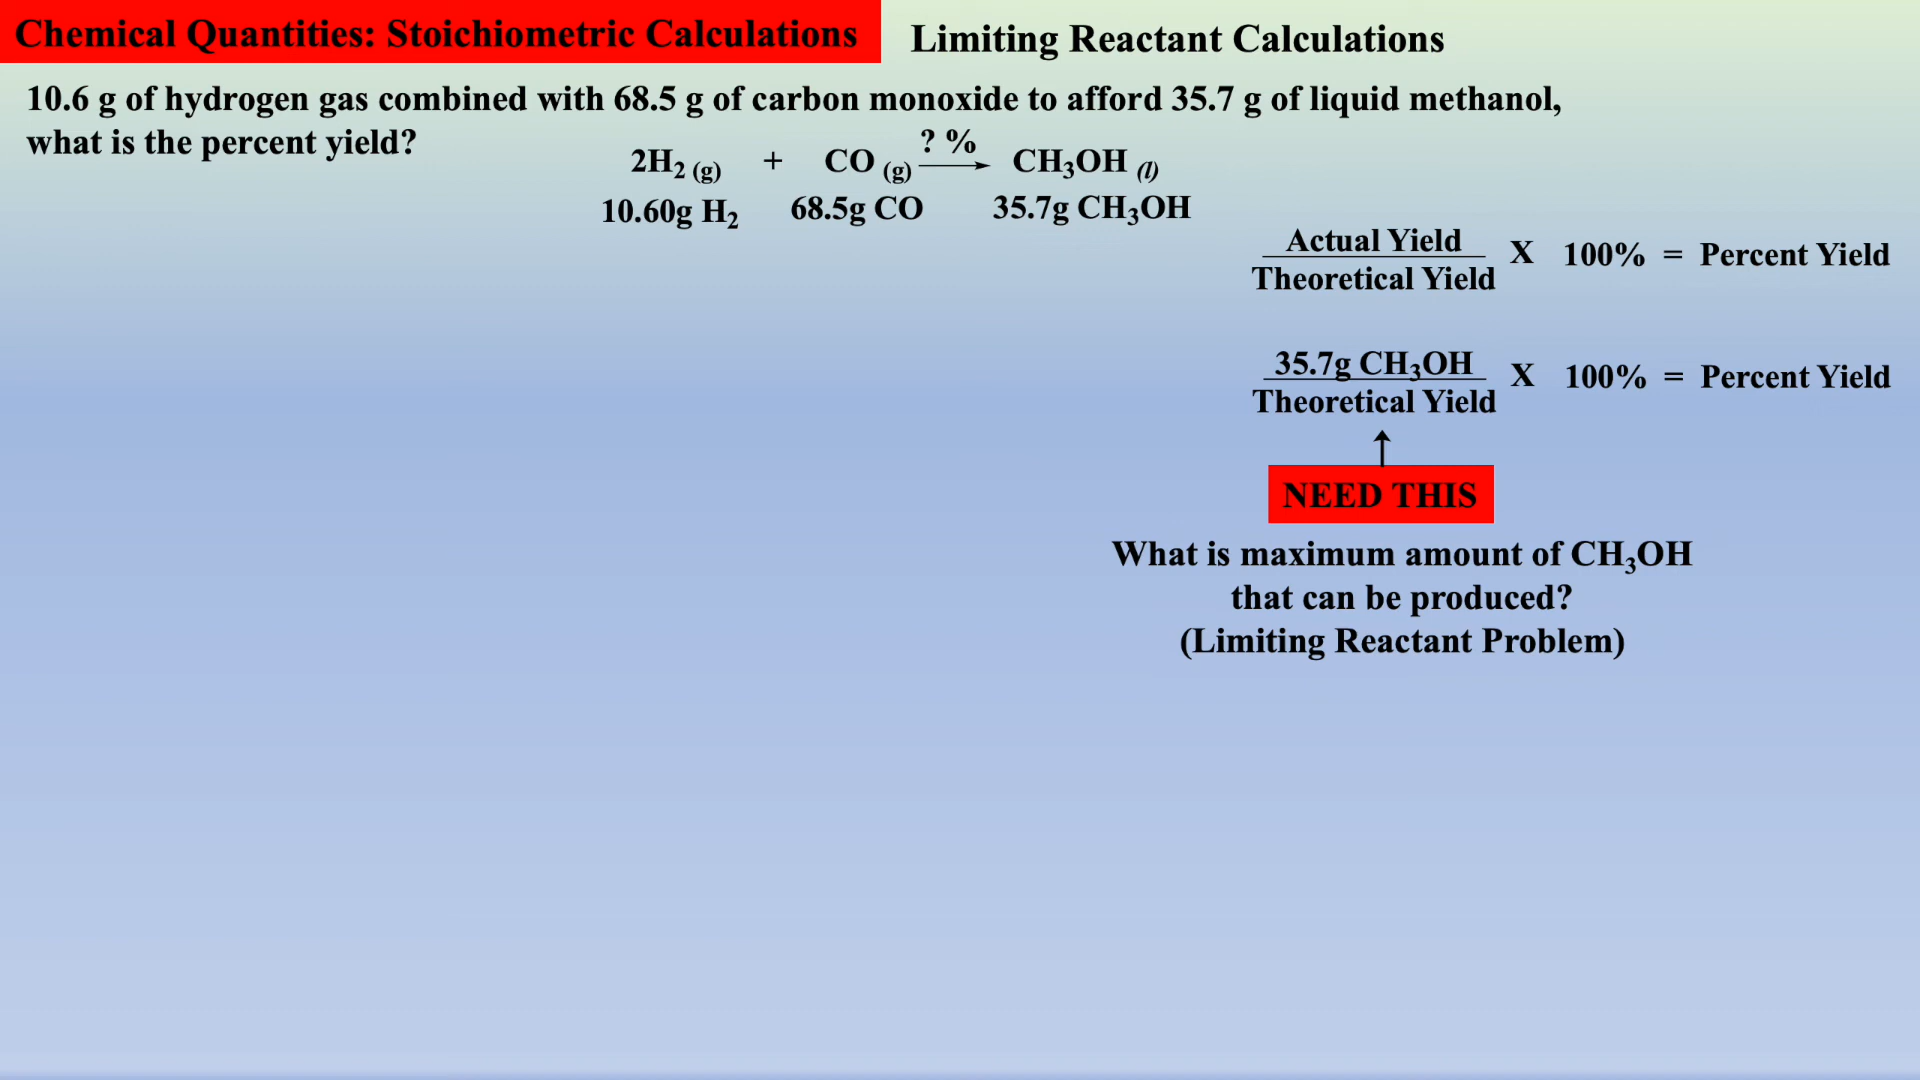 Chemical Quantities: Stoichiometric Calculations
Limiting Reactant Calculations
10.6 g of hydrogen gas combined with 68.5 g of carbon monoxide to afford 35.7 g of liquid methanol,
what is the percent yield?
? %
2H₂ (g) + CO (g) ⟶ CH₃OH (l)
10.60g H₂ 68.5g CO 35.7g CH₃OH
Actual Yield
Theoretical Yield
X 100% = Percent Yield
35.7g CH₃OH
Theoretical Yield
X 100% = Percent Yield
NEED THIS
What is maximum amount of CH₃OH
that can be produced?
(Limiting Reactant Problem)